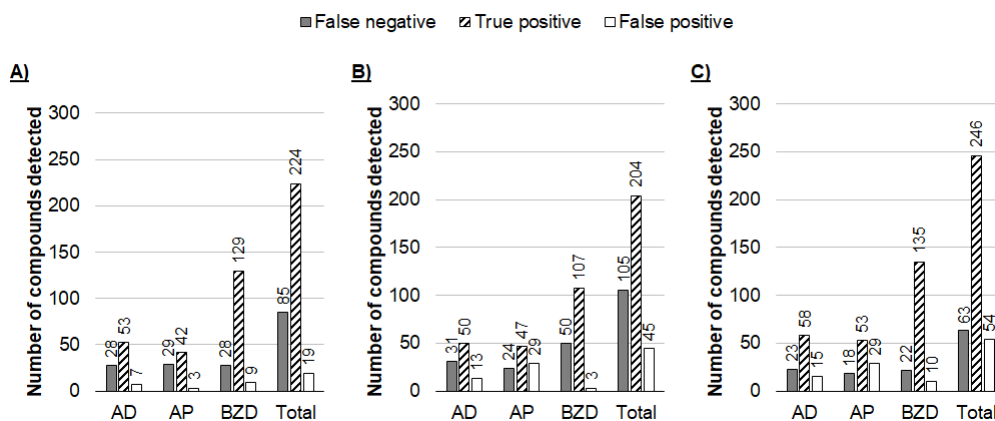 False negative True positive False positive
A)
Number of compounds detected
300
250
200
150
100
50
0
28 53 7
29 42 3
28 129 9
85 224 19
AD AP BZD Total
B)
Number of compounds detected
300
250
200
150
100
50
0
31 50 13
24 47 29
50 107 3
105 204 45
AD AP BZD Total
C)
Number of compounds detected
300
250
200
150
100
50
0
23 58 15
18 53 29
22 135 10
63 246 54
AD AP BZD Total